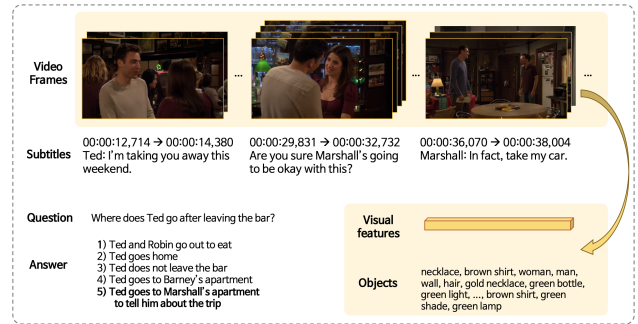 Video
Frames
...
...
...
Subtitles
00:00:12,714 → 00:00:14,380
Ted: I'm taking you away this
weekend.
00:00:29,831 → 00:00:32,732
Are you sure Marshall's going
to be okay with this?
00:00:36,070 → 00:00:38,004
Marshall: In fact, take my car.
Question
Where does Ted go after leaving the bar?
Answer
1) Ted and Robin go out to eat
2) Ted goes home
3) Ted does not leave the bar
4) Ted goes to Barney's apartment
5) Ted goes to Marshall's apartment
to tell him about the trip
Visual
features
Objects
necklace, brown shirt, woman, man,
wall, hair, gold necklace, green bottle,
green light, ..., brown shirt, green
shade, green lamp